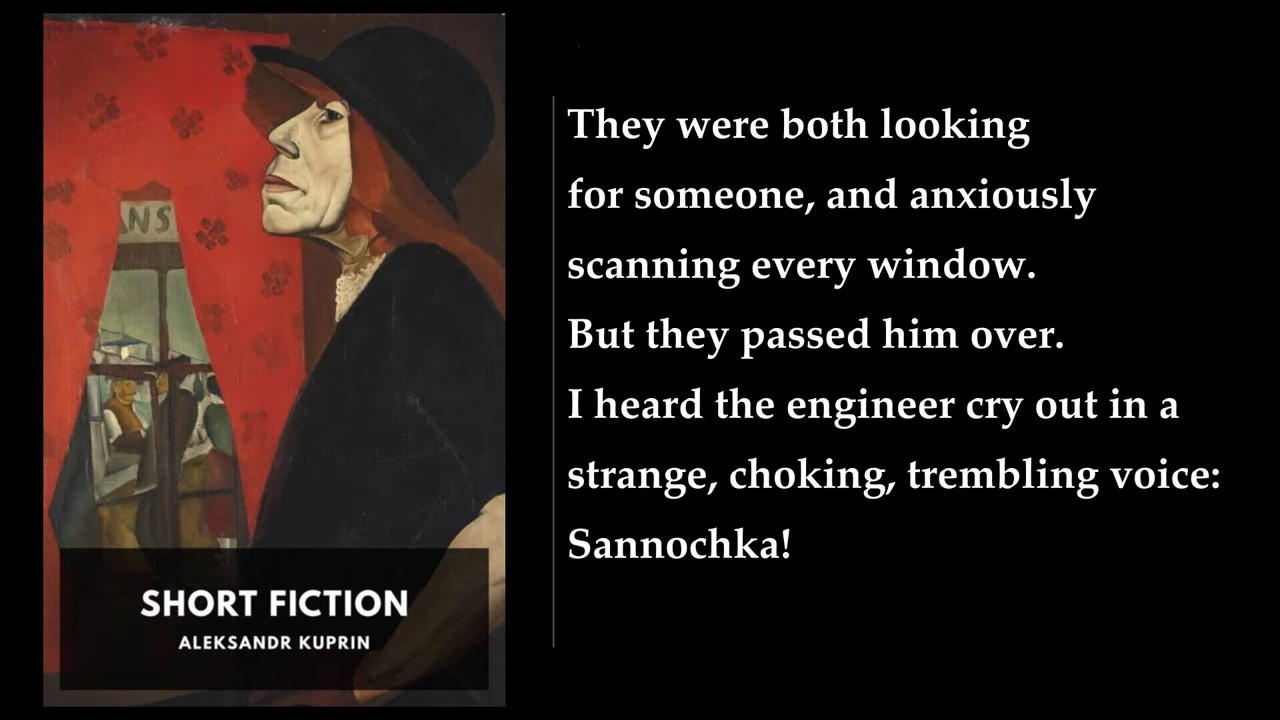 ANS
SHORT FICTION
ALEKSANDR KUPRIN
They were both looking
for someone, and anxiously
scanning every window.
But they passed him over.
I heard the engineer cry out in a
strange, choking, trembling voice:
Sannochka!